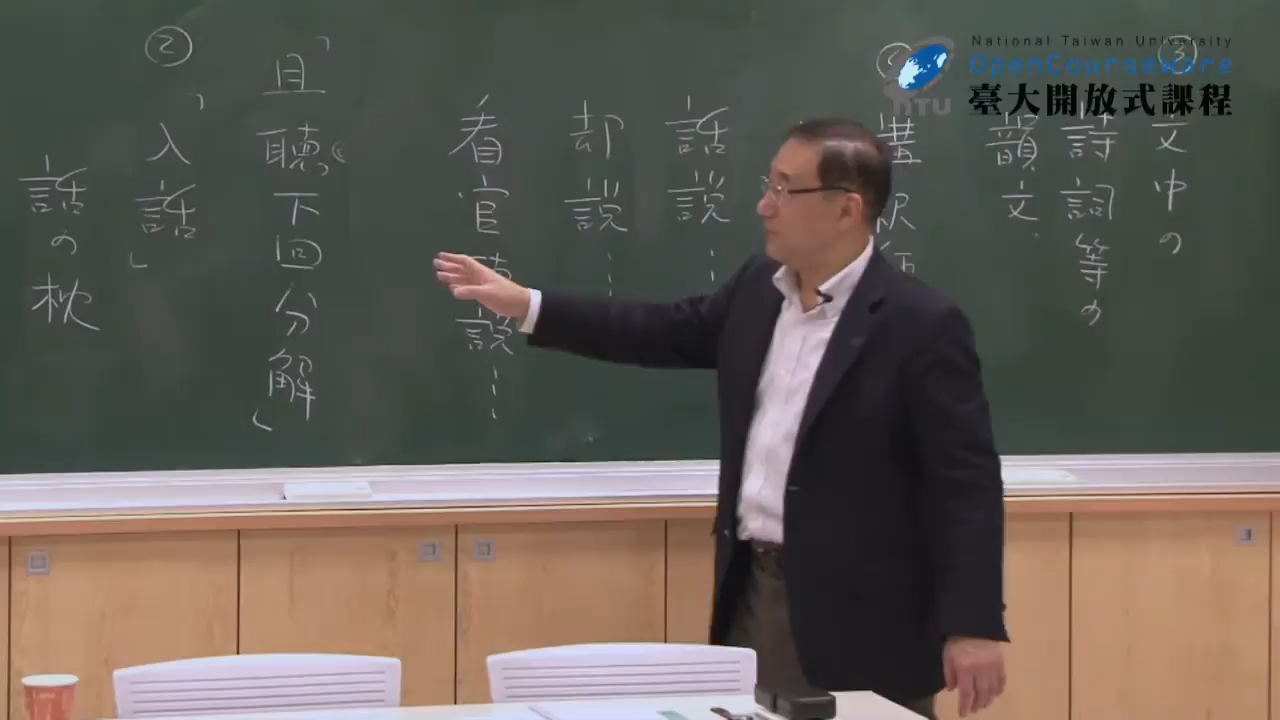 National Taiwan University
OpenCourseware
臺大開放式課程
NTU
③
文中の
詩詞等の
韻文
講釈
話説……
却説……
看官
説……
「且聴下回分解」
②
「入話」
話の枕